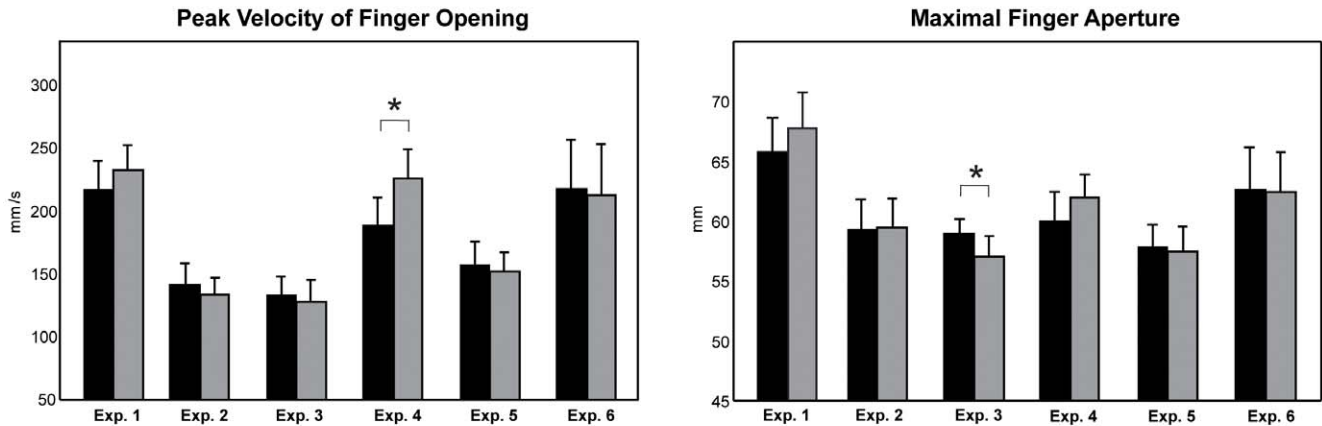 Peak Velocity of Finger Opening
mm/s
300
250
200
150
100
50
*
Exp. 1 Exp. 2 Exp. 3 Exp. 4 Exp. 5 Exp. 6
Maximal Finger Aperture
mm
70
65
60
55
50
45
*
Exp. 1 Exp. 2 Exp. 3 Exp. 4 Exp. 5 Exp. 6